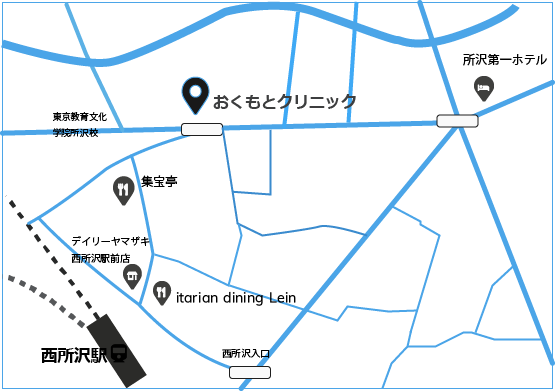 所沢第一ホテル
おくもとクリニック
東京教育文化
学院所沢校
集宝亭
デイリーヤマザキ
西所沢駅前店
itarian dining Lein
西所沢駅
西所沢入口